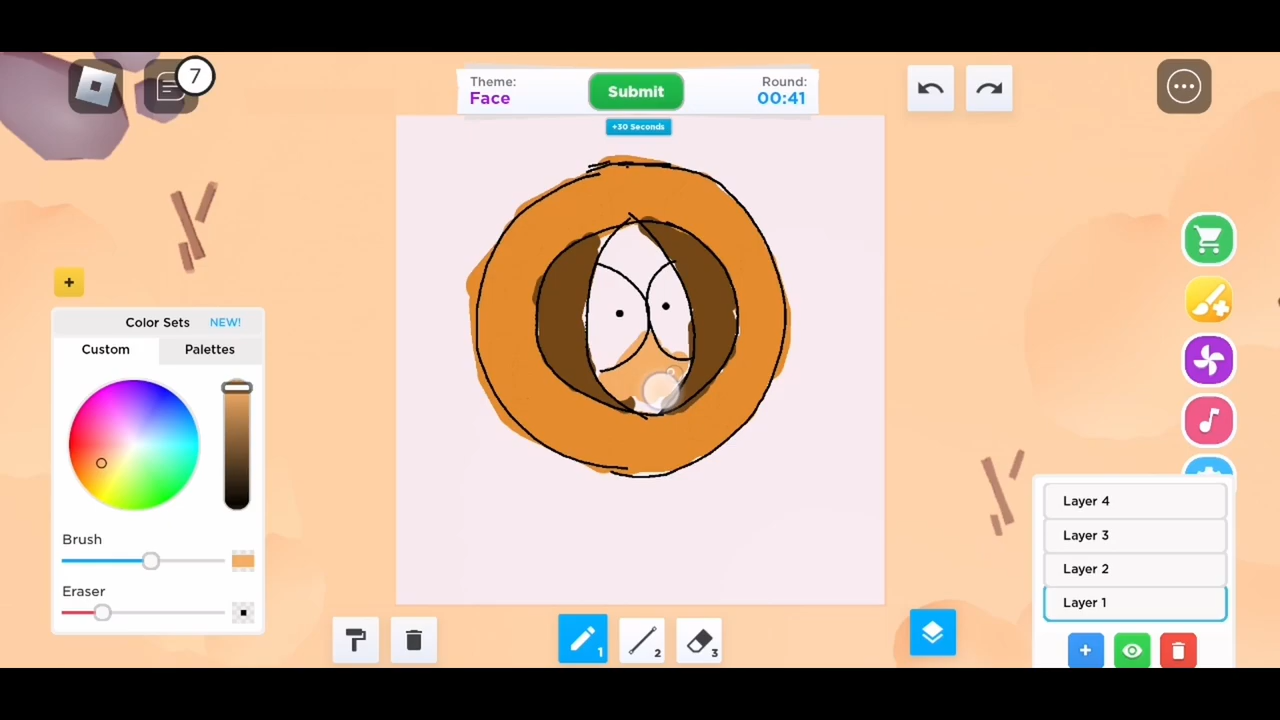 7
Theme:
Face
Submit
Round:
00:41
+30 Seconds
+
Color Sets NEW!
Custom Palettes
Brush
Eraser
Layer 4
Layer 3
Layer 2
Layer 1
1
2
3
+